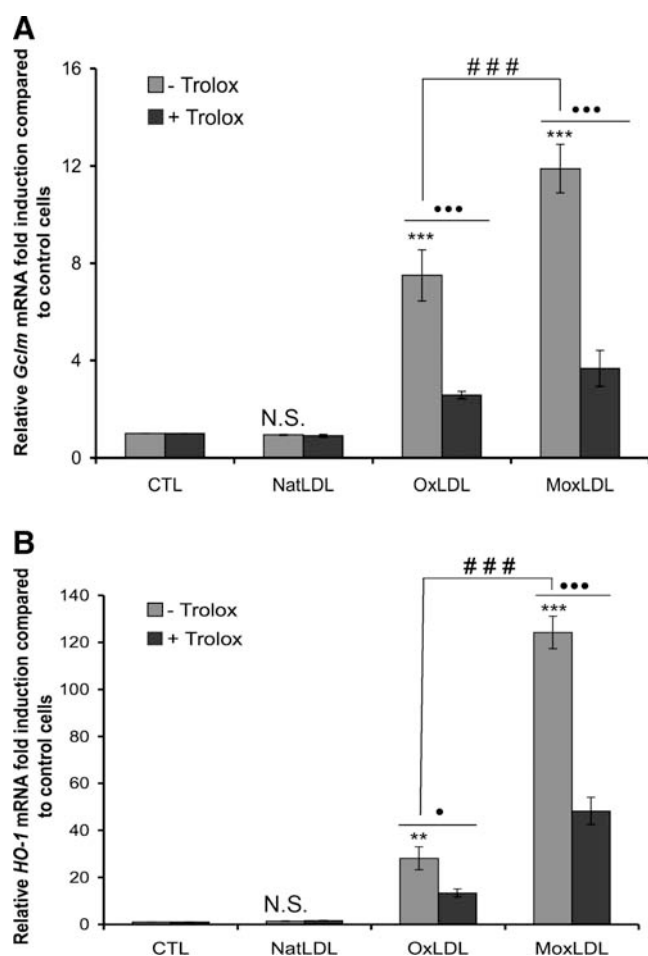 A
Relative Gclm mRNA fold induction compared
to control cells
16
12
8
4
0
- Trolox
+ Trolox
# # #
•••
***
•••
***
N.S.
CTL NatLDL OxLDL MoxLDL
B
Relative HO-1 mRNA fold induction compared
to control cells
140
120
100
80
60
40
20
0
- Trolox
+ Trolox
# # #
•••
***
•
**
N.S.
CTL NatLDL OxLDL MoxLDL